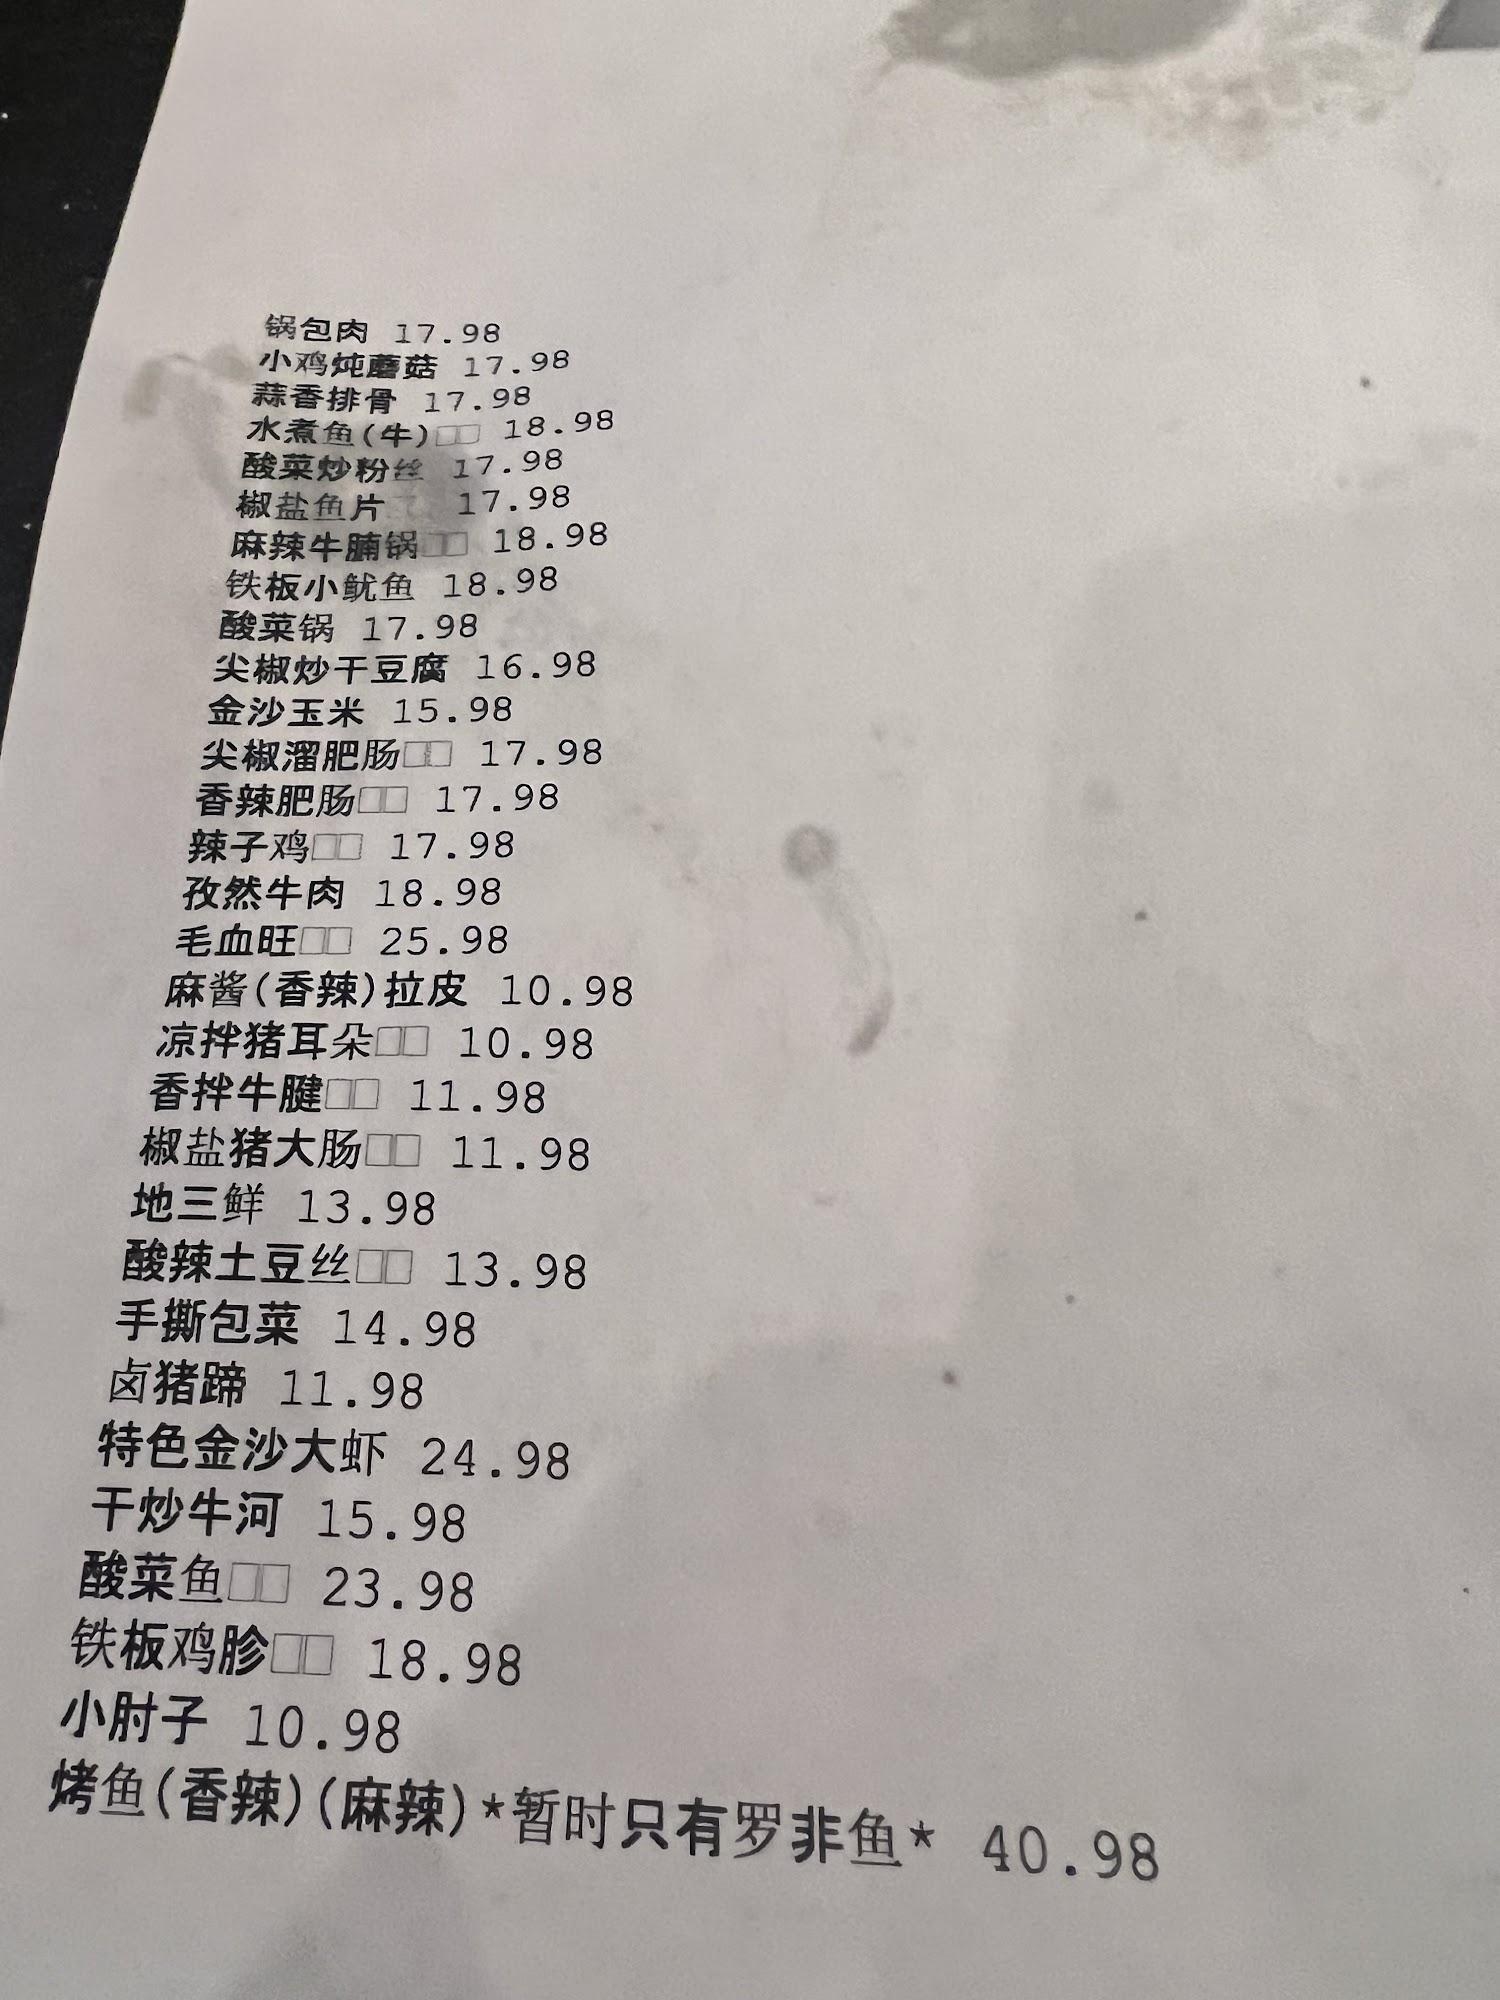 锅包肉 17.98
小鸡炖蘑菇 17.98
蒜香排骨 17.98
水煮鱼(牛)□□ 18.98
酸菜炒粉丝 17.98
椒盐鱼片 17.98
麻辣牛腩锅□□ 18.98
铁板小鱿鱼 18.98
酸菜锅 17.98
尖椒炒干豆腐 16.98
金沙玉米 15.98
尖椒溜肥肠□□ 17.98
香辣肥肠□□ 17.98
辣子鸡□□ 17.98
孜然牛肉 18.98
毛血旺□□ 25.98
麻酱(香辣)拉皮 10.98
凉拌猪耳朵□□ 10.98
香拌牛腱□□ 11.98
椒盐猪大肠□□ 11.98
地三鲜 13.98
酸辣土豆丝□□ 13.98
手撕包菜 14.98
卤猪蹄 11.98
特色金沙大虾 24.98
干炒牛河 15.98
酸菜鱼□□ 23.98
铁板鸡胗□□ 18.98
小肘子 10.98
烤鱼(香辣)(麻辣)*暂时只有罗非鱼* 40.98